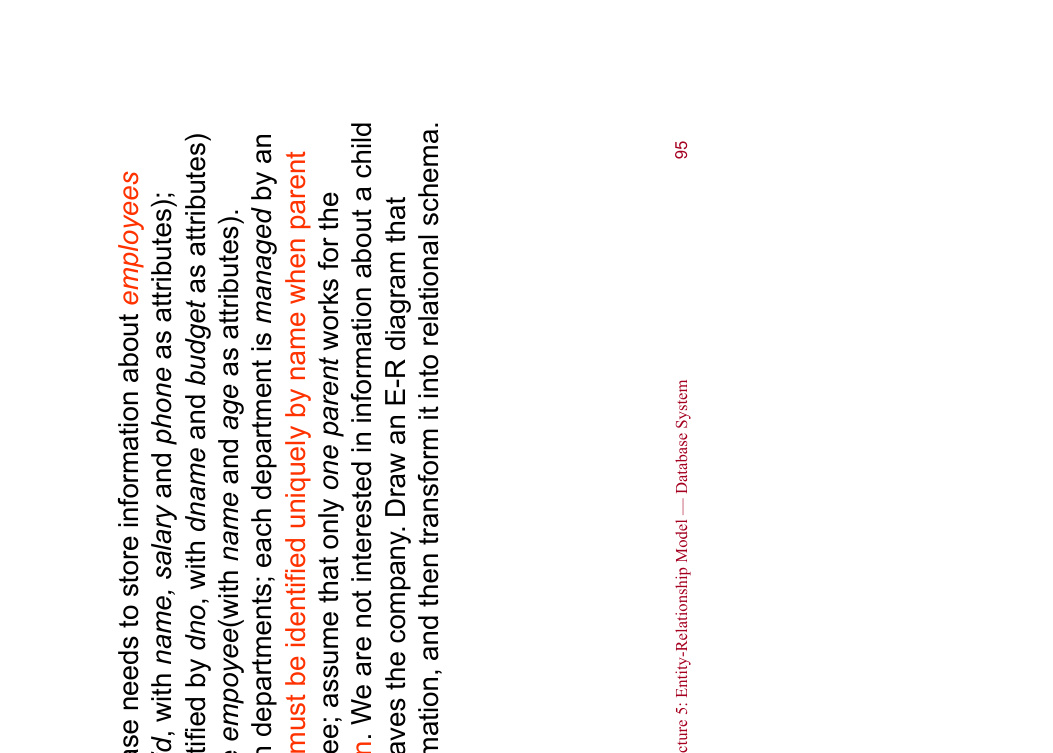 ase needs to store information about employees
d, with name, salary and phone as attributes);
tified by dno, with dname and budget as attributes)
e empoyee(with name and age as attributes).
n departments; each department is managed by an
must be identified uniquely by name when parent
ee; assume that only one parent works for the
n. We are not interested in information about a child
aves the company. Draw an E-R diagram that
mation, and then transform it into relational schema.
cture 5: Entity-Relationship Model — Database System
95